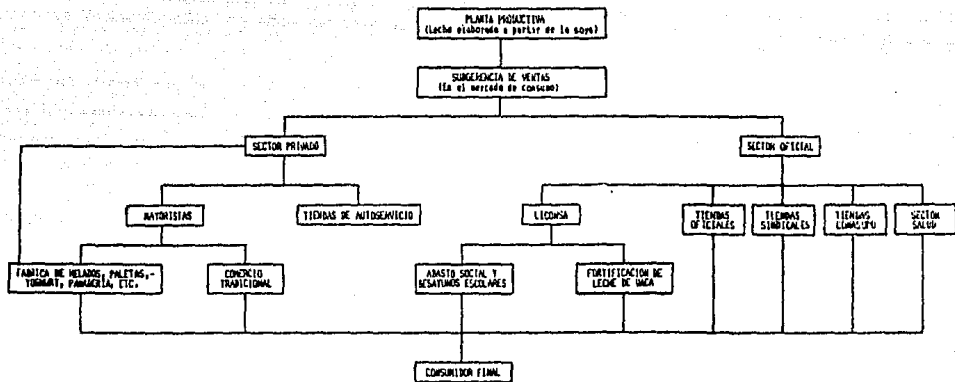 PLANTA PRODUCTIVA
(Leche elaborada a partir de la soya)
SUBGERENCIA DE VENTAS
(En el mercado de consumo)
SECTOR PRIVADO
SECTOR OFICIAL
MAYORISTAS
TIENDAS DE AUTOSERVICIO
LICONSA
TIENDAS
OFICIALES
TIENDAS
SINDICALES
TIENDAS
CONASUPO
SECTOR
SALUD
FABRICA DE HELADOS, PALETAS,-
YOGHURT, PANADERIA, ETC.
COMERCIO
TRADICIONAL
ABASTO SOCIAL Y
DESAYUNOS ESCOLARES
FORTIFICACION DE
LECHE DE VACA
CONSUMIDOR FINAL